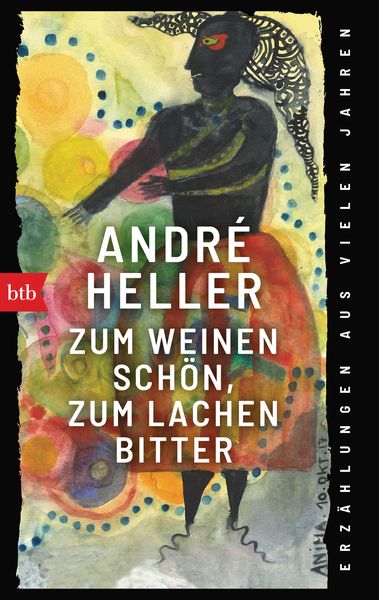 ANDRÉ
HELLER
ZUM WEINEN
SCHÖN,
ZUM LACHEN
BITTER
btb
ERZÄHLUNGEN AUS VIELEN JAHREN
ANIMA. 10. OKT. 17